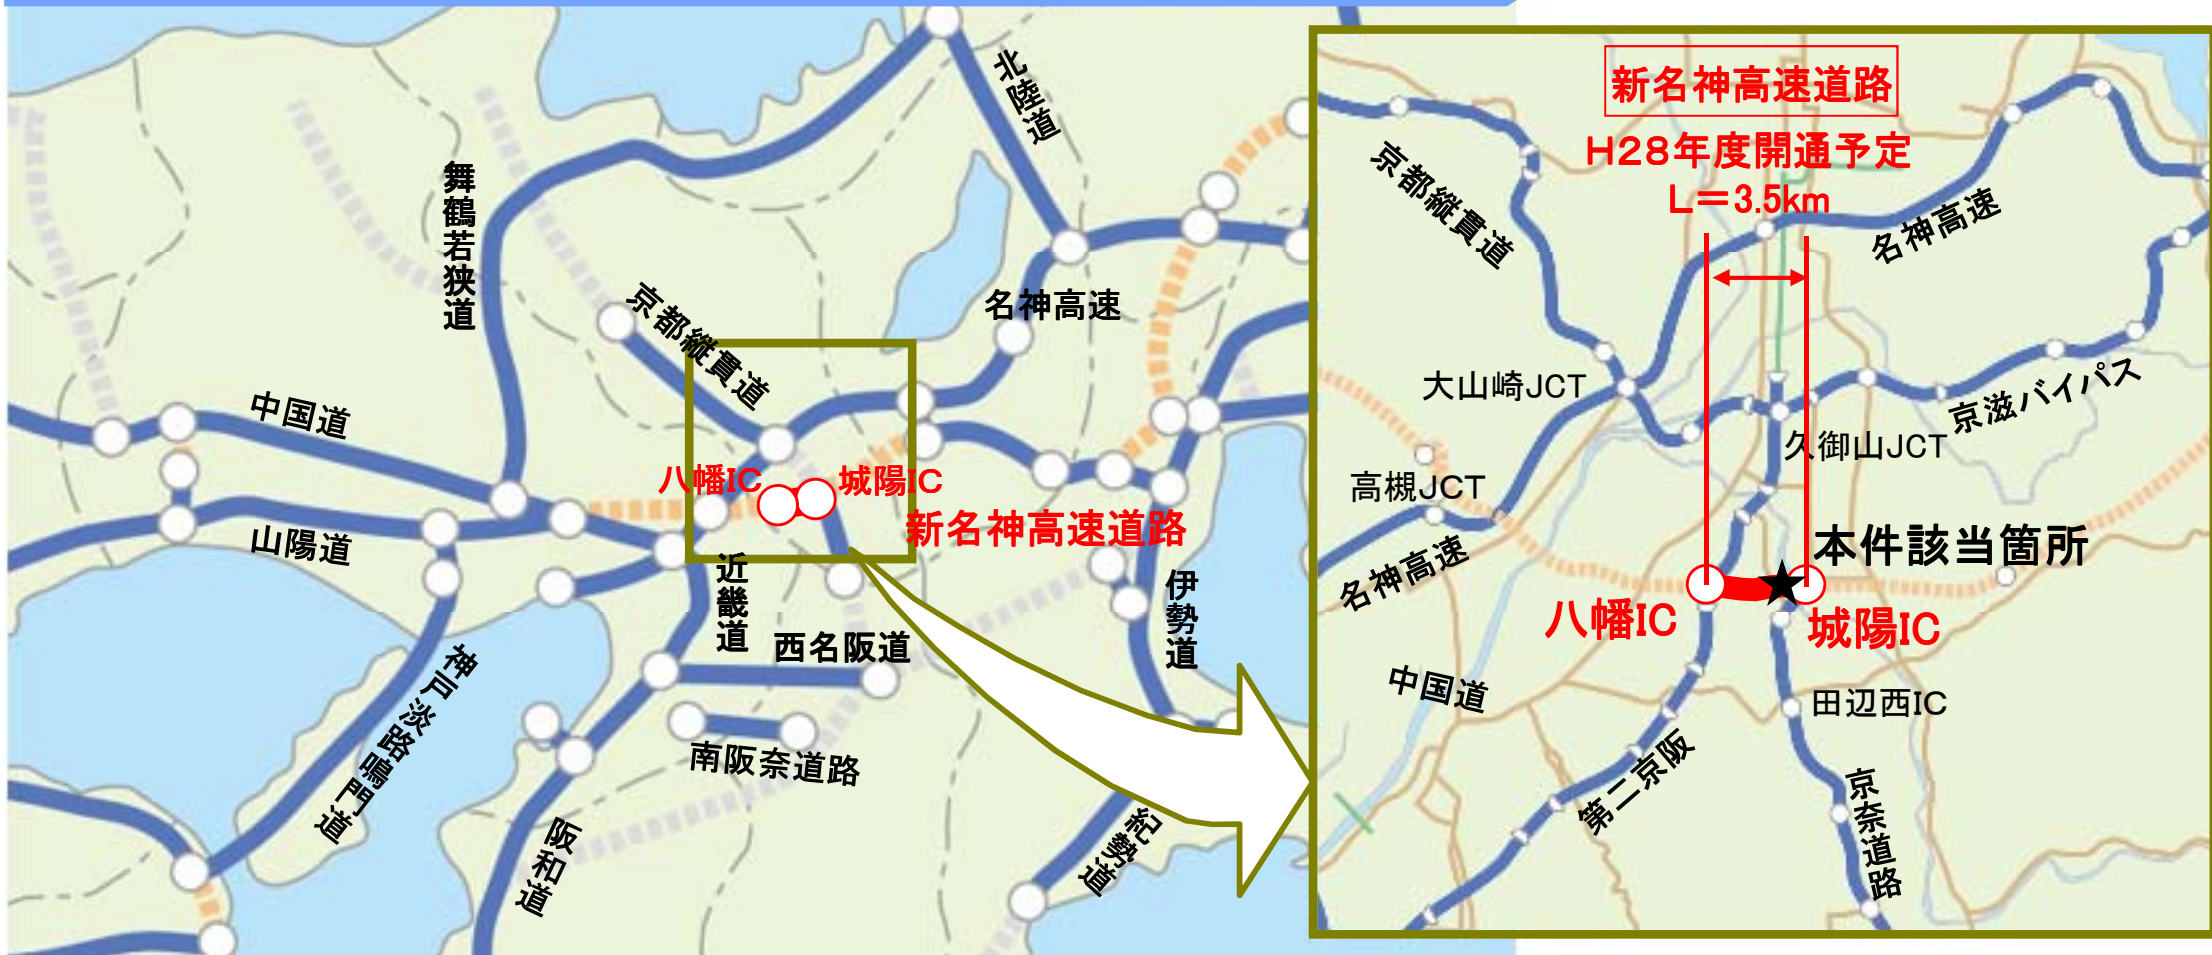 北陸道
舞鶴若狭道
京都縦貫道
名神高速
中国道
八幡IC
城陽IC
新名神高速道路
山陽道
近畿道
西名阪道
伊勢道
神戸淡路鳴門道
南阪奈道路
阪和道
紀勢道
新名神高速道路
H28年度開通予定
L=3.5km
京都縦貫道
名神高速
大山崎JCT
京滋バイパス
久御山JCT
高槻JCT
名神高速
本件該当箇所
八幡IC
城陽IC
中国道
田辺西IC
第二京阪
京奈道路